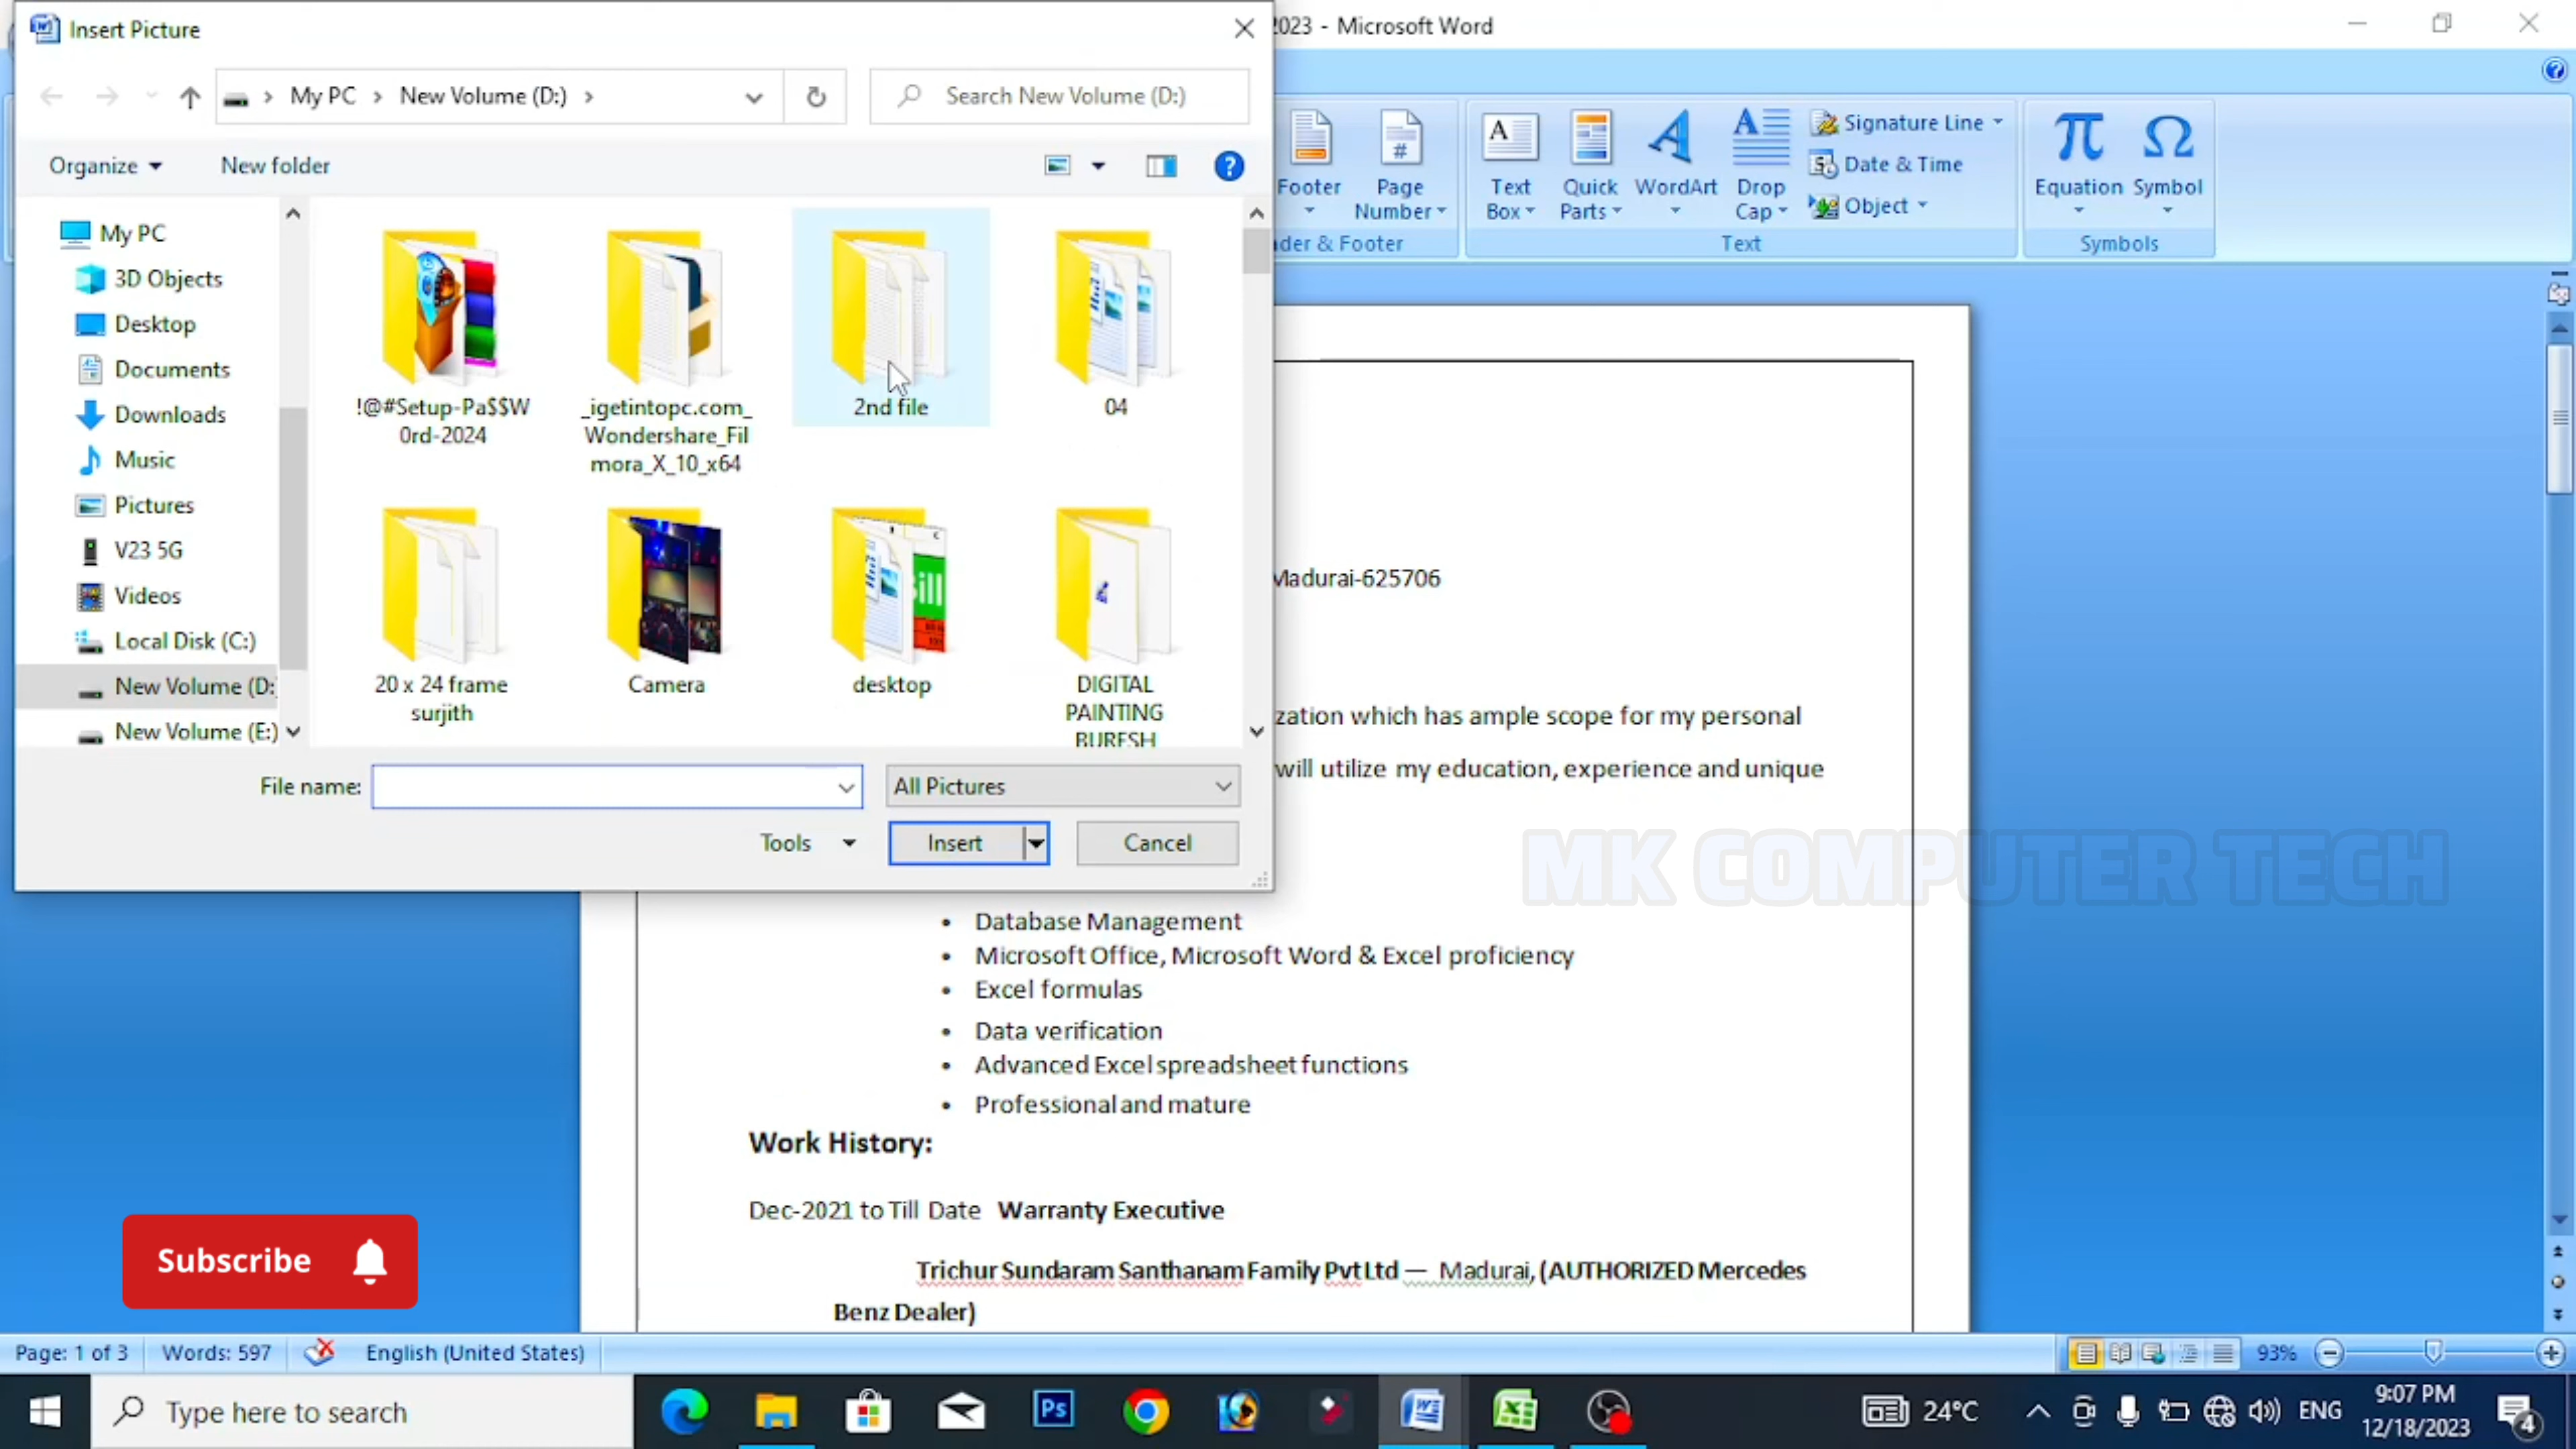 Insert Picture
2023 - Microsoft Word
My PC > New Volume (D:) >
Search New Volume (D:)
Organize
New folder
My PC
3D Objects
Desktop
Documents
Downloads
Music
Pictures
V23 5G
Videos
Local Disk (C:)
New Volume (D:
New Volume (E:)
!@#Setup-Pa$$W
0rd-2024
_igetintopc.com_
Wondershare_Fil
mora_X_10_x64
2nd file
04
20 x 24 frame
surjith
Camera
desktop
DIGITAL
PAINTING
BURESH
File name:
All Pictures
Tools
Insert
Cancel
Footer
Page
Number
der & Footer
Text
Box
Quick
Parts
WordArt
Drop
Cap
Signature Line
Date & Time
Object
Text
Equation
Symbol
Symbols
Madurai-625706
zation which has ample scope for my personal
will utilize my education, experience and unique
MK COMPUTER TECH
• Database Management
• Microsoft Office, Microsoft Word & Excel proficiency
• Excel formulas
• Data verification
• Advanced Excel spreadsheet functions
• Professional and mature
Work History:
Dec-2021 to Till Date Warranty Executive
Trichur Sundaram Santhanam Family Pvt Ltd — Madurai, (AUTHORIZED Mercedes
Benz Dealer)
Subscribe
Page: 1 of 3
Words: 597
English (United States)
93%
Type here to search
Ps
24°C
ENG
9:07 PM
12/18/2023
4